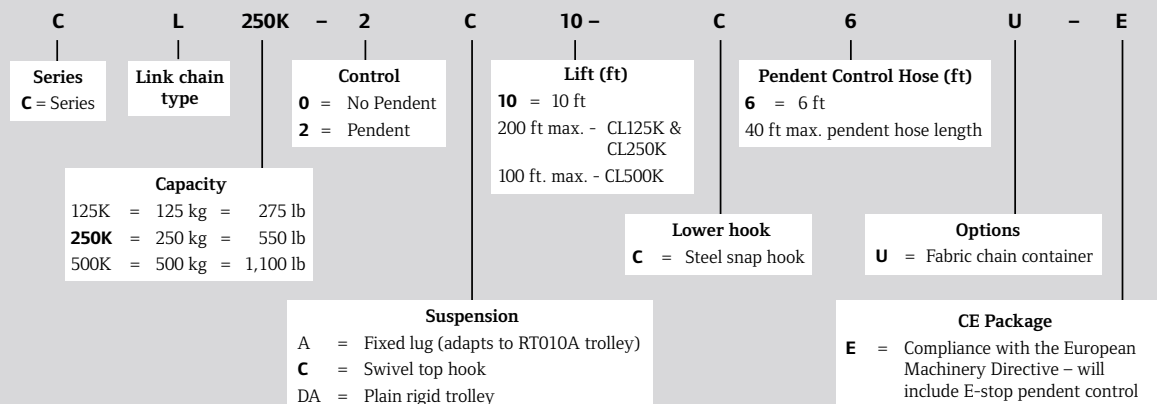 C L 250K – 2 C 10 – C 6 U – E
Series
C = Series
Link chain
type
Control
0 = No Pendent
2 = Pendent
Lift (ft)
10 = 10 ft
200 ft max. - CL125K &
CL250K
100 ft. max. - CL500K
Pendent Control Hose (ft)
6 = 6 ft
40 ft max. pendent hose length
Capacity
125K = 125 kg = 275 lb
250K = 250 kg = 550 lb
500K = 500 kg = 1,100 lb
Lower hook
C = Steel snap hook
Options
U = Fabric chain container
Suspension
A = Fixed lug (adapts to RT010A trolley)
C = Swivel top hook
DA = Plain rigid trolley
CE Package
E = Compliance with the European
Machinery Directive – will
include E-stop pendent control